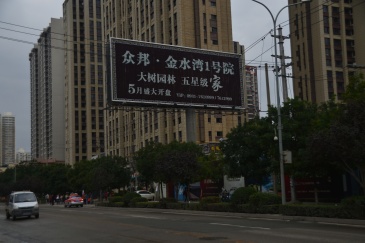 众邦·金水湾1号院
大树园林 五星级家
5月盛大开盘